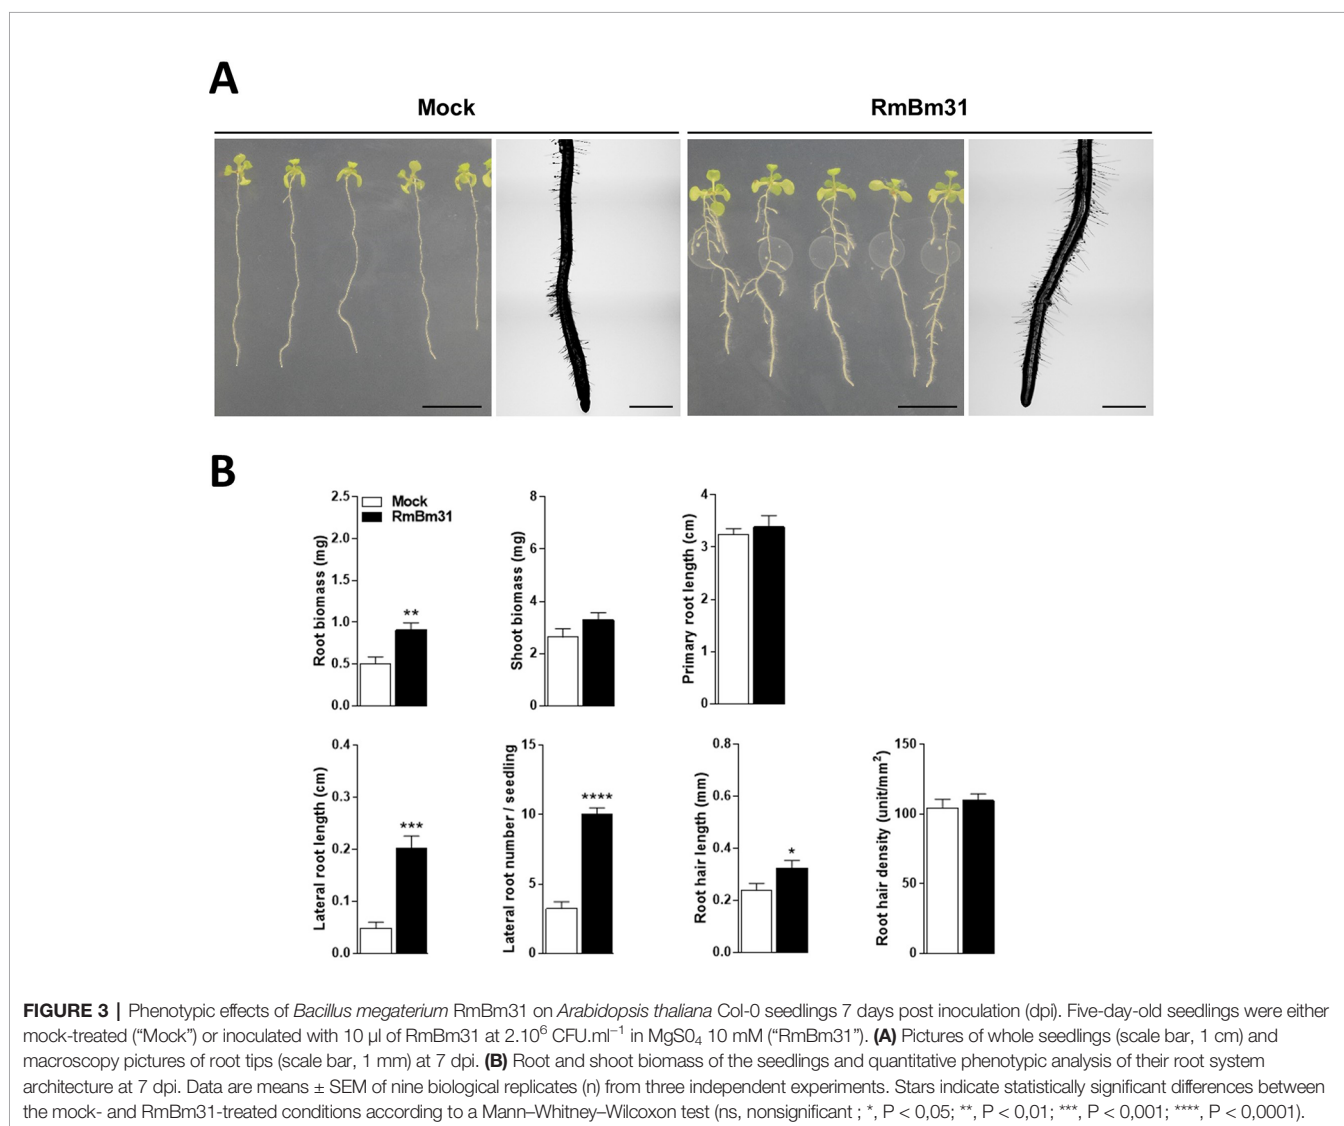 A
Mock
RmBm31
B
2.5
2.0
1.5
1.0
0.5
0.0
Root biomass (mg)
Mock
RmBm31
**
8
6
4
2
0
Shoot biomass (mg)
4
3
2
1
0
Primary root length (cm)
0.4
0.3
0.2
0.1
0.0
Lateral root length (cm)
***
15
10
5
0
Lateral root number / seedling
****
0.8
0.6
0.4
0.2
0.0
Root hair length (mm)
*
150
100
50
0
Root hair density (unit/mm²)
FIGURE 3 | Phenotypic effects of Bacillus megaterium RmBm31 on Arabidopsis thaliana Col-0 seedlings 7 days post inoculation (dpi). Five-day-old seedlings were either
mock-treated (“Mock”) or inoculated with 10 µl of RmBm31 at 2.10⁶ CFU.ml⁻¹ in MgS0₄ 10 mM (“RmBm31”). (A) Pictures of whole seedlings (scale bar, 1 cm) and
macroscopy pictures of root tips (scale bar, 1 mm) at 7 dpi. (B) Root and shoot biomass of the seedlings and quantitative phenotypic analysis of their root system
architecture at 7 dpi. Data are means ± SEM of nine biological replicates (n) from three independent experiments. Stars indicate statistically significant differences between
the mock- and RmBm31-treated conditions according to a Mann–Whitney–Wilcoxon test (ns, nonsignificant ; *, P < 0,05; **, P < 0,01; ***, P < 0,001; ****, P < 0,0001).